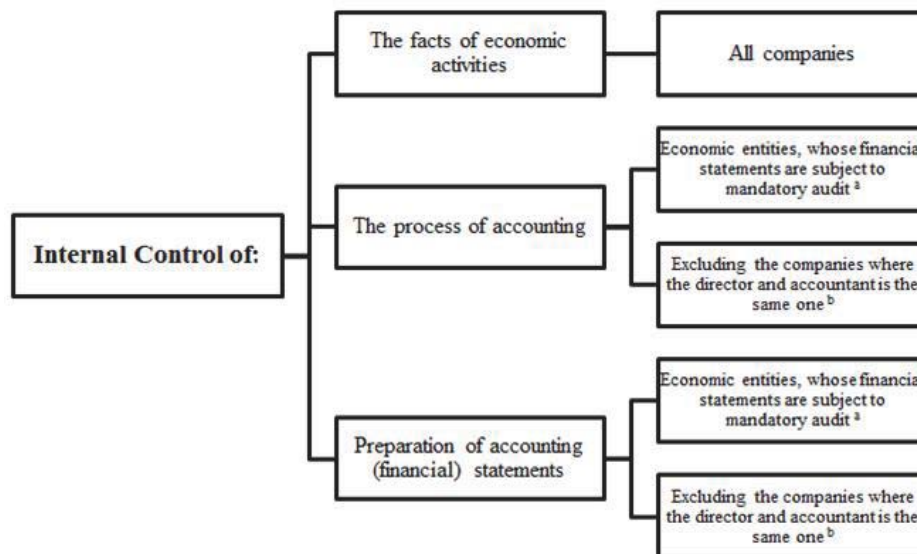 The facts of economic
activities
All companies
Economic entities, whose financia
statements are subject to
mandatory audit a
The process of accounting
Internal Control of:
Excluding the companies where
the director and accountant is the
same one b
Economic entities, whose financia
statements are subject to
mandatory audit a
Preparation of accounting
(financial) statements
Excluding the companies where
the director and accountant is the
same one b